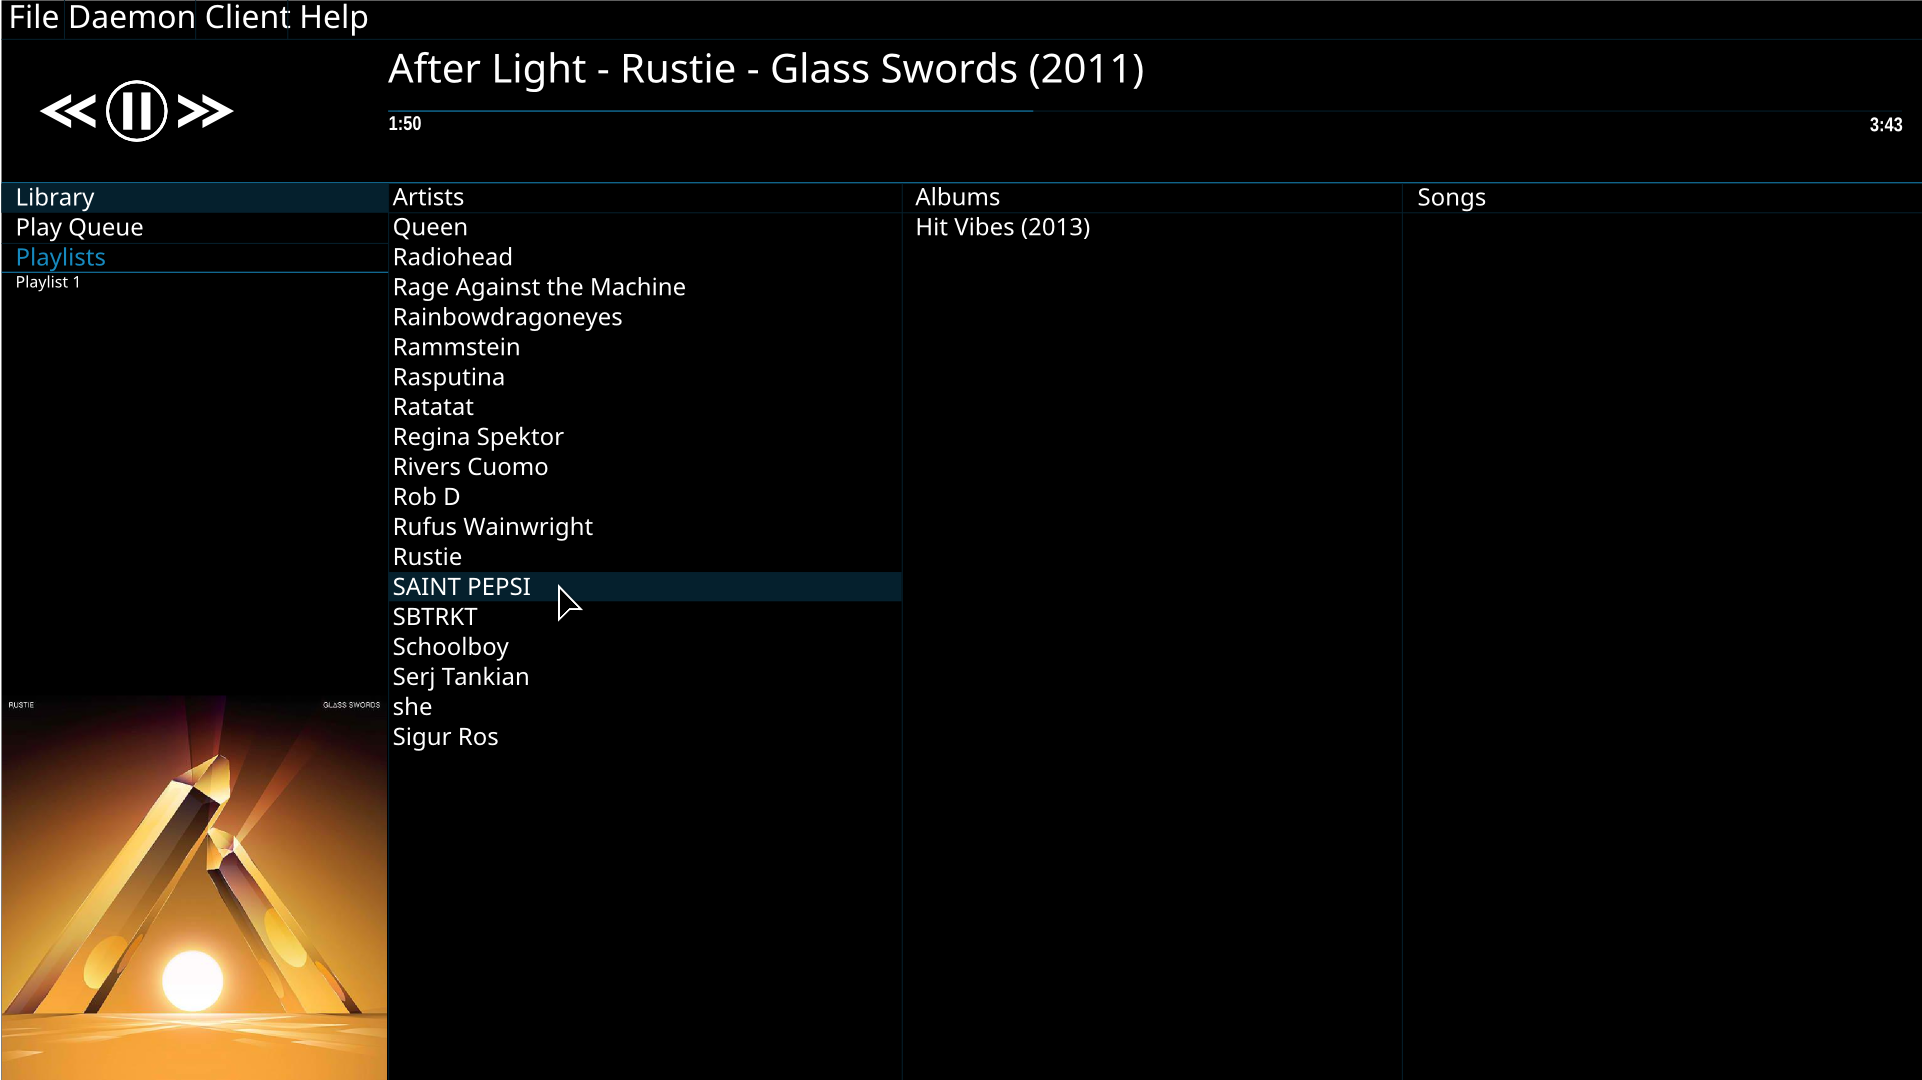 File Daemon Client Help
After Light - Rustie - Glass Swords (2011)
1:50 3:43
Library
Play Queue
Playlists
Playlist 1
Artists
Queen
Radiohead
Rage Against the Machine
Rainbowdragoneyes
Rammstein
Rasputina
Ratatat
Regina Spektor
Rivers Cuomo
Rob D
Rufus Wainwright
Rustie
SAINT PEPSI
SBTRKT
Schoolboy
Serj Tankian
she
Sigur Ros
Albums
Hit Vibes (2013)
Songs
RUSTIE GLASS SWORDS